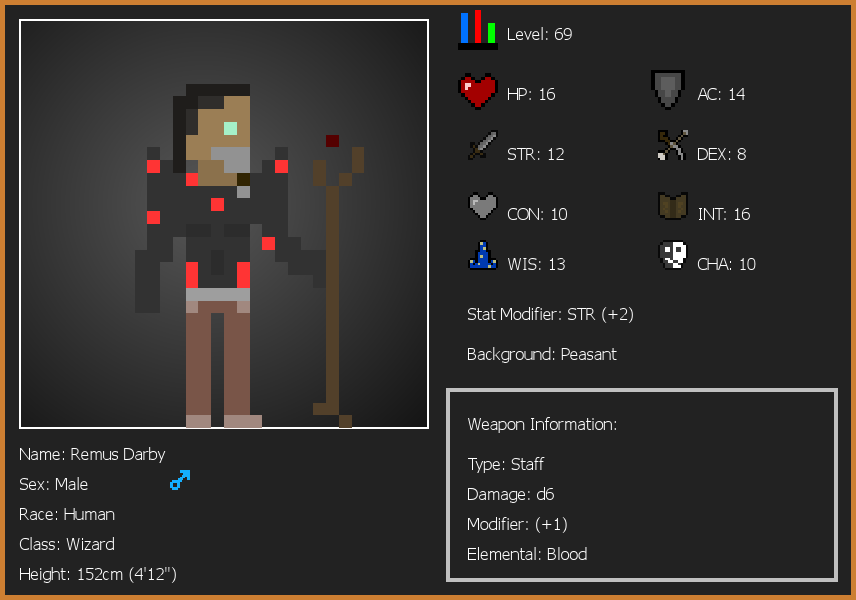 Level: 69
HP: 16
AC: 14
STR: 12
DEX: 8
CON: 10
INT: 16
WIS: 13
CHA: 10
Stat Modifier: STR (+2)
Background: Peasant
Weapon Information:
Type: Staff
Damage: d6
Modifier: (+1)
Elemental: Blood
Name: Remus Darby
Sex: Male
Race: Human
Class: Wizard
Height: 152cm (4'12")